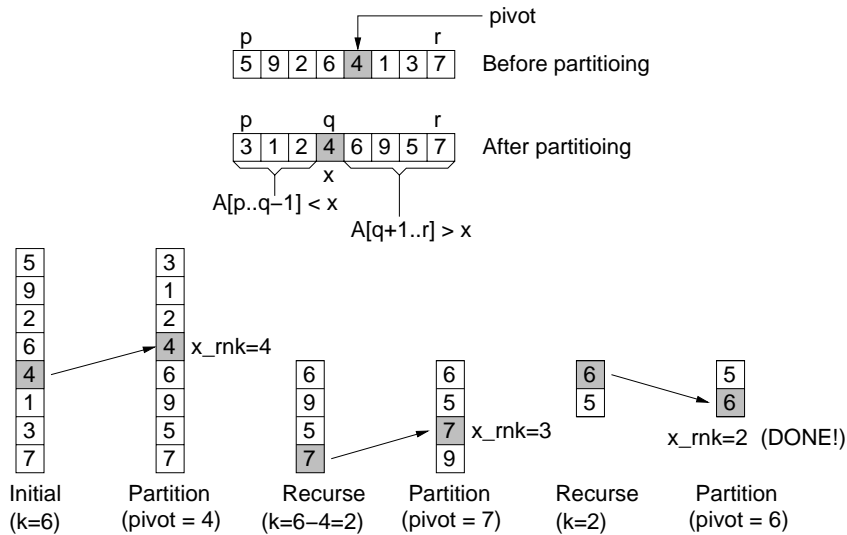 pivot
p r
5 9 2 6 4 1 3 7 Before partitioing
p q r
3 1 2 4 6 9 5 7 After partitioing
x
A[p..q−1] < x
A[q+1..r] > x
5 3
9 1
2 2
6 4 x_rnk=4
4 6 6 6 6 5
1 9 9 5 5 6
3 5 5 7 x_rnk=3 x_rnk=2 (DONE!)
7 7 7 9
Initial Partition Recurse Partition Recurse Partition
(k=6) (pivot = 4) (k=6−4=2) (pivot = 7) (k=2) (pivot = 6)